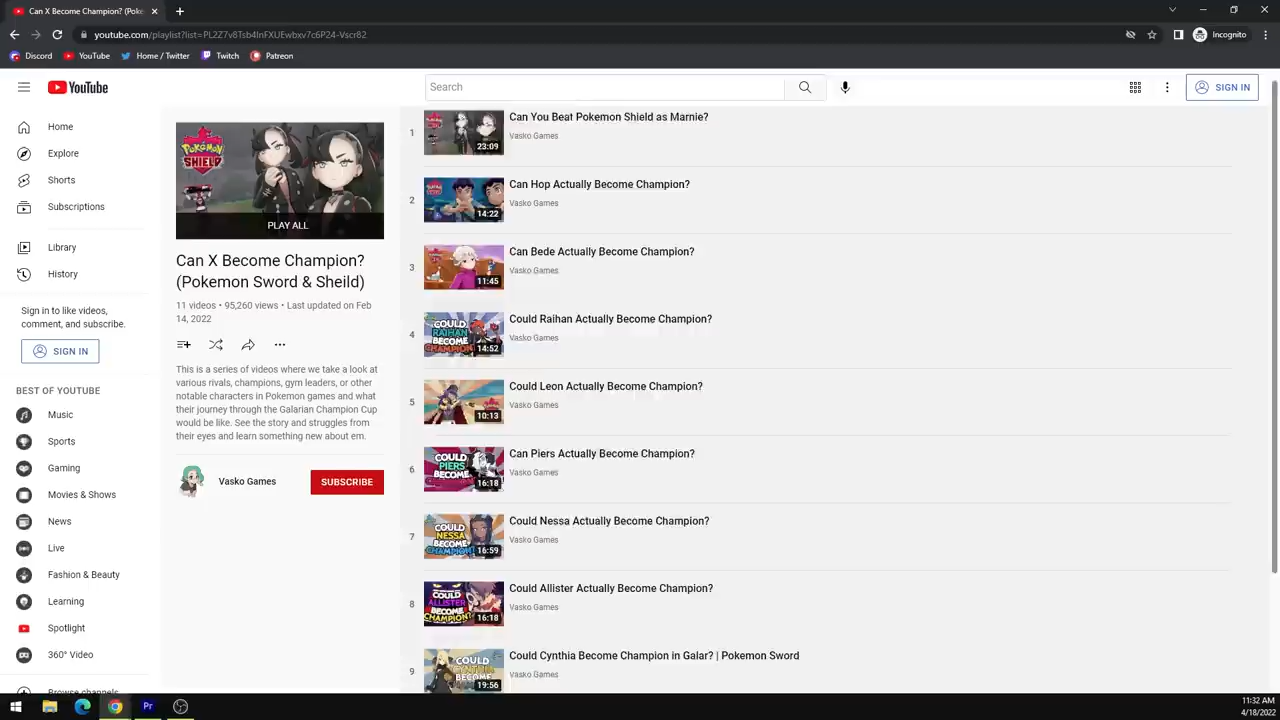 Can X Become Champion? (Poke
youtube.com/playlist?list=PL2Z7v8Tsb4InFXUEwbxv7c6P24-Vscr82
Incognito
Discord
YouTube
Home / Twitter
Twitch
Patreon
YouTube
Search
SIGN IN
Home
Explore
Shorts
Subscriptions
Library
History
Sign in to like videos,
comment, and subscribe.
SIGN IN
BEST OF YOUTUBE
Music
Sports
Gaming
Movies & Shows
News
Live
Fashion & Beauty
Learning
Spotlight
360° Video
Browse channels
POKÉMON
SHIELD
PLAY ALL
Can X Become Champion?
(Pokemon Sword & Sheild)
11 videos • 95,260 views • Last updated on Feb
14, 2022
This is a series of videos where we take a look at
various rivals, champions, gym leaders, or other
notable characters in Pokemon games and what
their journey through the Galarian Champion Cup
would be like. See the story and struggles from
their eyes and learn something new about em.
Vasko Games
SUBSCRIBE
1
23:09
Can You Beat Pokemon Shield as Marnie?
Vasko Games
2
14:22
Can Hop Actually Become Champion?
Vasko Games
3
11:45
Can Bede Actually Become Champion?
Vasko Games
4
COULD
RAIHAN
BECOME
CHAMPION
14:52
Could Raihan Actually Become Champion?
Vasko Games
5
10:13
Could Leon Actually Become Champion?
Vasko Games
6
COULD
PIERS
BECOME
CHAMPION
16:18
Can Piers Actually Become Champion?
Vasko Games
7
COULD
NESSA
BECOME
CHAMPION
16:59
Could Nessa Actually Become Champion?
Vasko Games
8
COULD
ALLISTER
BECOME
CHAMPION?
16:18
Could Allister Actually Become Champion?
Vasko Games
9
COULD
CYNTHIA
BECOME
19:56
Could Cynthia Become Champion in Galar? | Pokemon Sword
Vasko Games
Pr
11:32 AM
4/18/2022